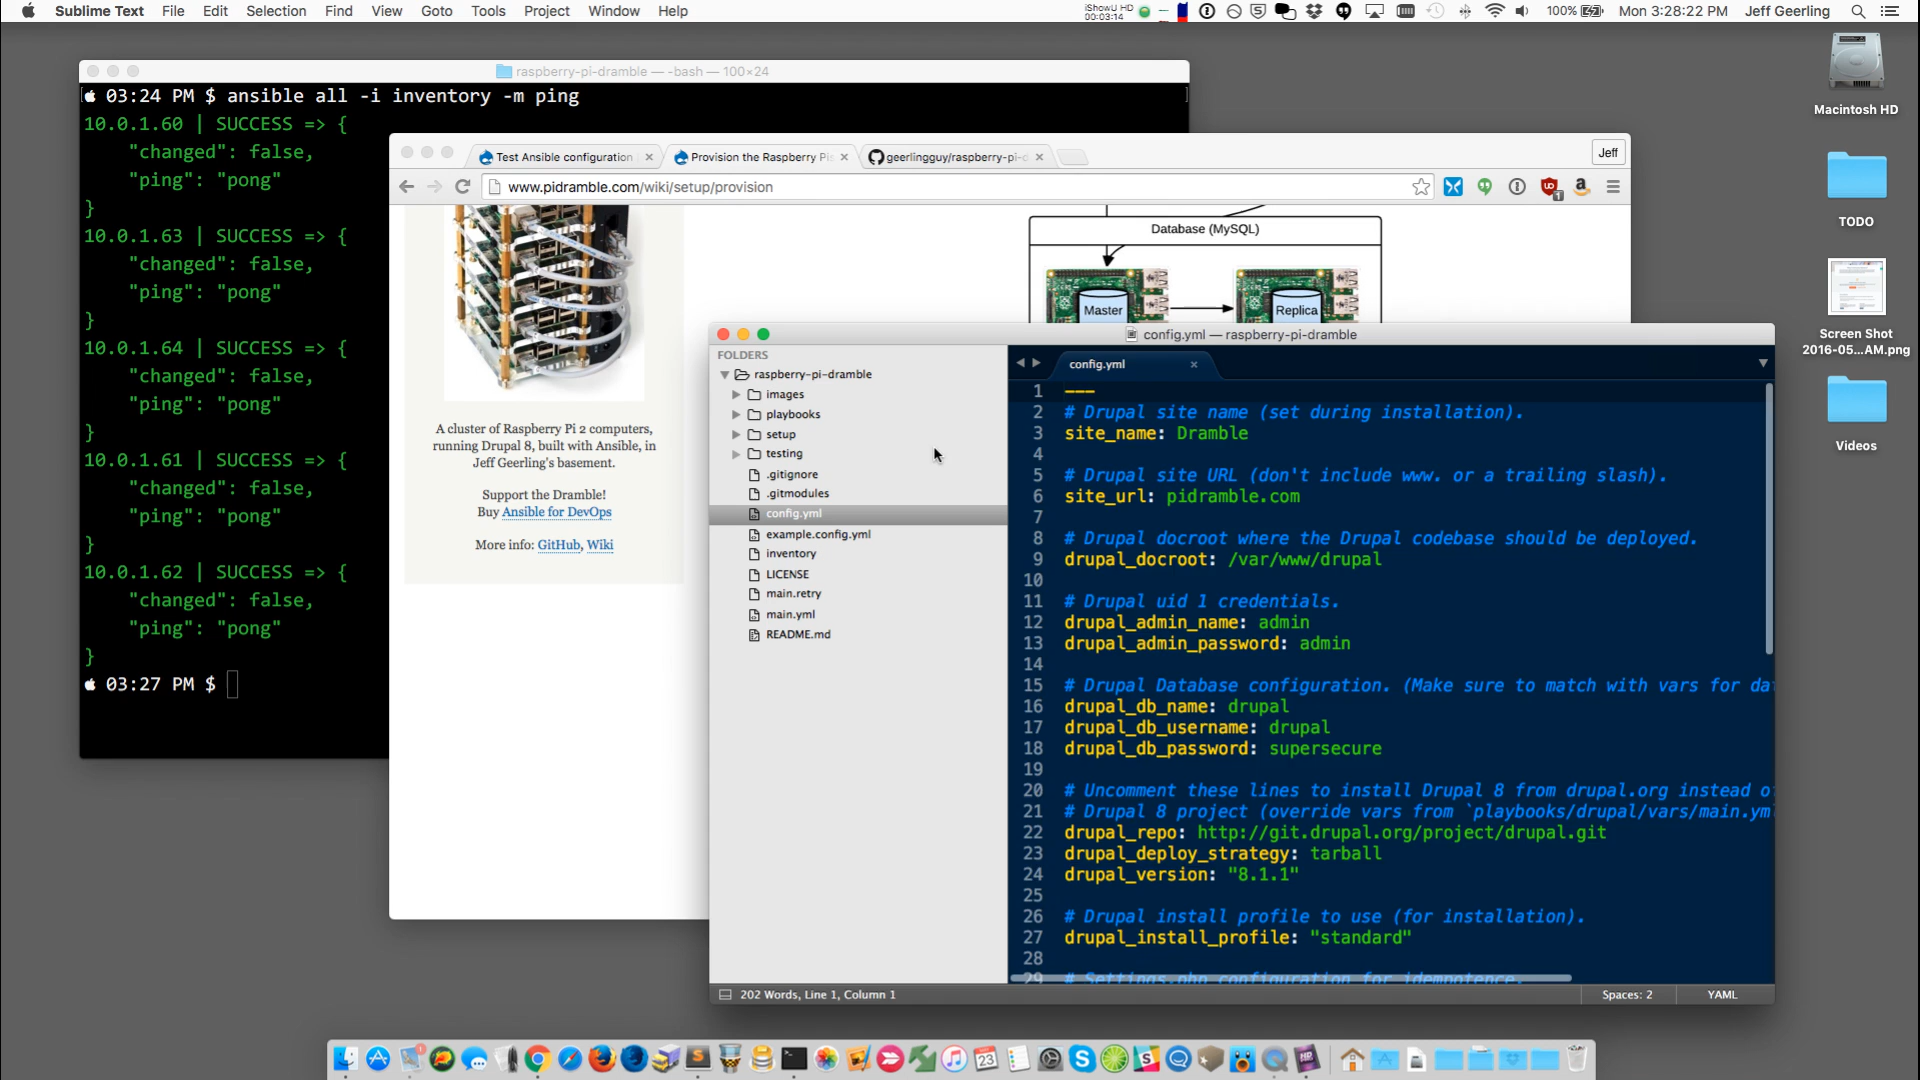 Sublime Text File Edit Selection Find View Goto Tools Project Window Help
iShowU HD
00:03:14
100% Mon 3:28:22 PM Jeff Geerling
raspberry-pi-dramble — -bash — 100×24
03:24 PM $ ansible all -i inventory -m ping
10.0.1.60 | SUCCESS => {
"changed": false,
"ping": "pong"
}
10.0.1.63 | SUCCESS => {
"changed": false,
"ping": "pong"
}
10.0.1.64 | SUCCESS => {
"changed": false,
"ping": "pong"
}
10.0.1.61 | SUCCESS => {
"changed": false,
"ping": "pong"
}
10.0.1.62 | SUCCESS => {
"changed": false,
"ping": "pong"
}
03:27 PM $
Test Ansible configuration
Provision the Raspberry Pi
geerlingguy/raspberry-pi-d
Jeff
www.pidramble.com/wiki/setup/provision
Database (MySQL)
Master
Replica
A cluster of Raspberry Pi 2 computers,
running Drupal 8, built with Ansible, in
Jeff Geerling's basement.
Support the Dramble!
Buy Ansible for DevOps
More info: GitHub, Wiki
config.yml — raspberry-pi-dramble
FOLDERS
raspberry-pi-dramble
images
playbooks
setup
testing
.gitignore
.gitmodules
config.yml
example.config.yml
inventory
LICENSE
main.retry
main.yml
README.md
config.yml
1 ---
2 # Drupal site name (set during installation).
3 site_name: Dramble
4
5 # Drupal site URL (don't include www. or a trailing slash).
6 site_url: pidramble.com
7
8 # Drupal docroot where the Drupal codebase should be deployed.
9 drupal_docroot: /var/www/drupal
10
11 # Drupal uid 1 credentials.
12 drupal_admin_name: admin
13 drupal_admin_password: admin
14
15 # Drupal Database configuration. (Make sure to match with vars for da
16 drupal_db_name: drupal
17 drupal_db_username: drupal
18 drupal_db_password: supersecure
19
20 # Uncomment these lines to install Drupal 8 from drupal.org instead o
21 # Drupal 8 project (override vars from `playbooks/drupal/vars/main.ym
22 drupal_repo: http://git.drupal.org/project/drupal.git
23 drupal_deploy_strategy: tarball
24 drupal_version: "8.1.1"
25
26 # Drupal install profile to use (for installation).
27 drupal_install_profile: "standard"
28
29 # Settings.php configuration for idempotence.
202 Words, Line 1, Column 1
Spaces: 2
YAML
Macintosh HD
TODO
Screen Shot
2016-05...AM.png
Videos
23